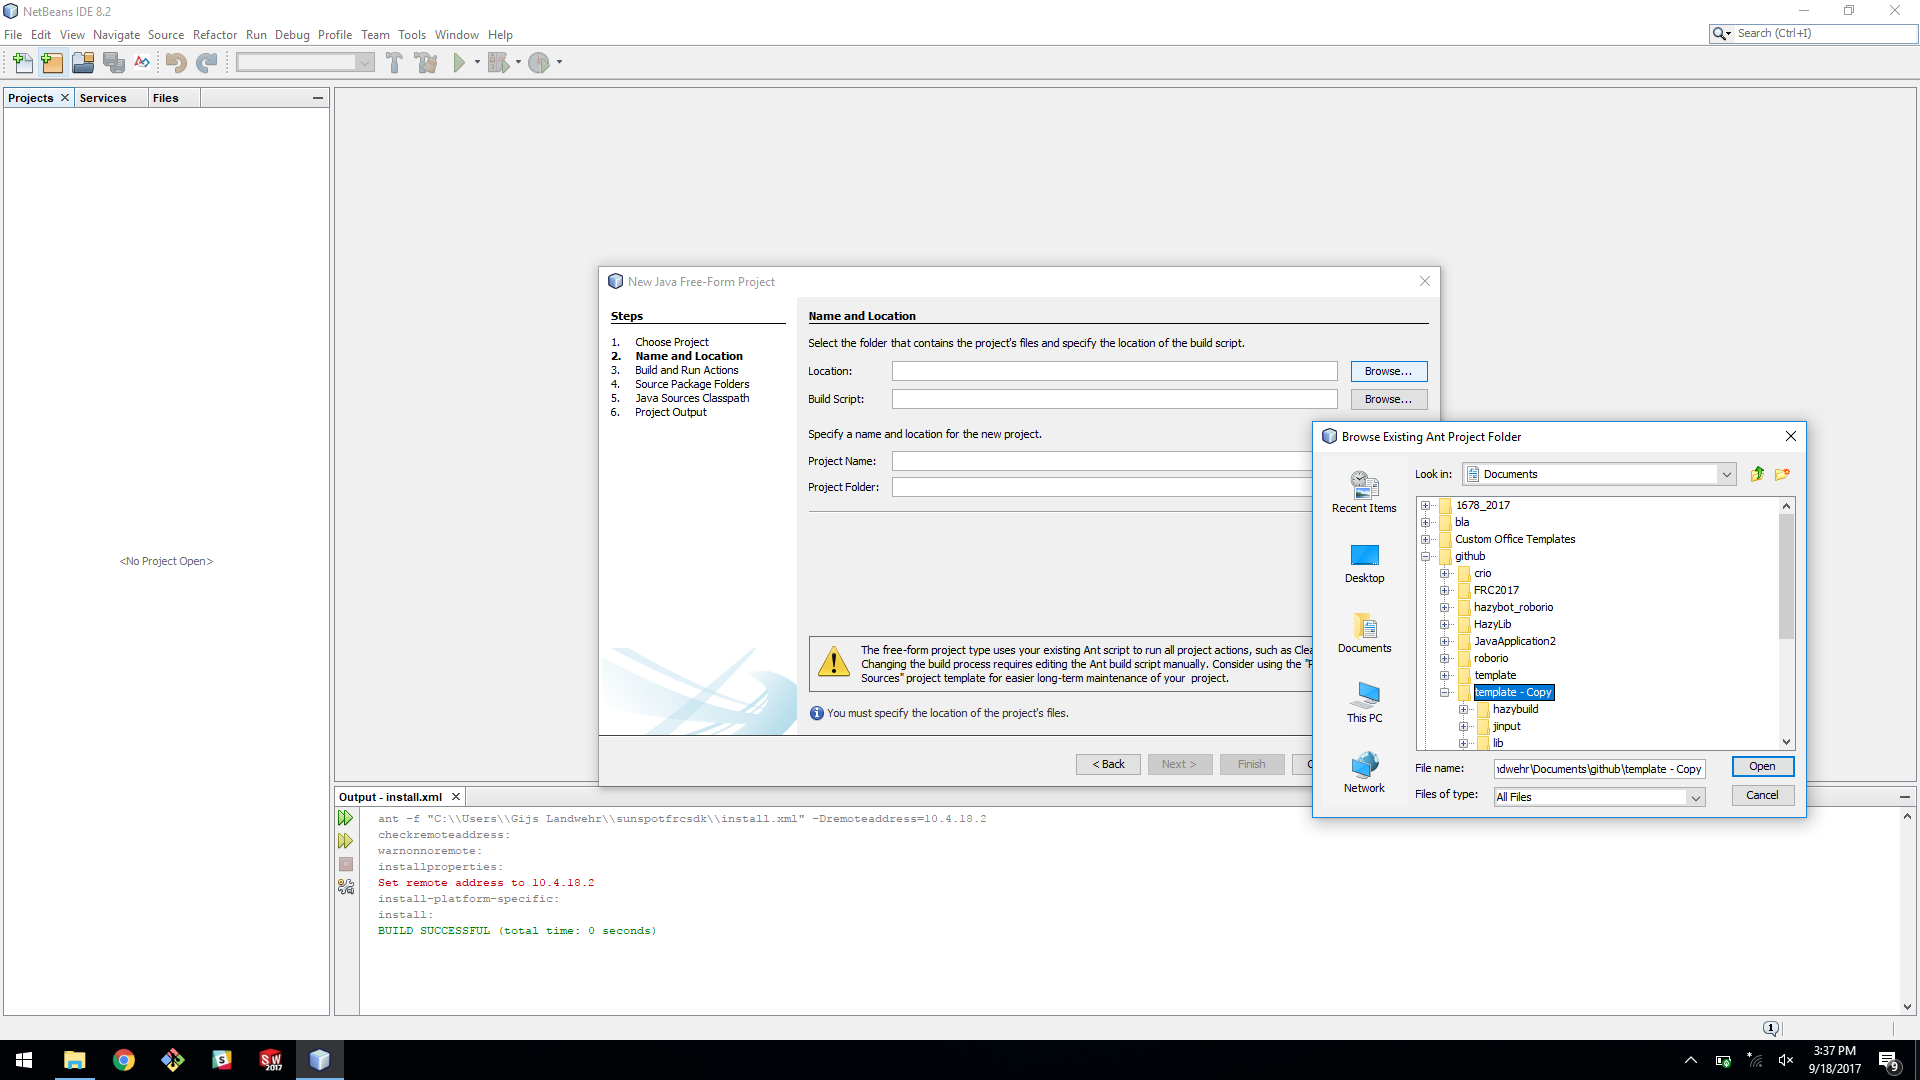 NetBeans IDE 8.2
File Edit View Navigate Source Refactor Run Debug Profile Team Tools Window Help
Search (Ctrl+I)
Projects Services Files
<No Project Open>
New Java Free-Form Project
Steps
1. Choose Project
2. Name and Location
3. Build and Run Actions
4. Source Package Folders
5. Java Sources Classpath
6. Project Output
Name and Location
Select the folder that contains the project's files and specify the location of the build script.
Location: Browse...
Build Script: Browse...
Specify a name and location for the new project.
Project Name:
Project Folder:
The free-form project type uses your existing Ant script to run all project actions, such as Clea
Changing the build process requires editing the Ant build script manually. Consider using the "
Sources" project template for easier long-term maintenance of your project.
You must specify the location of the project's files.
< Back Next > Finish
Browse Existing Ant Project Folder
Look in: Documents
Recent Items
Desktop
Documents
This PC
Network
1678_2017
bla
Custom Office Templates
github
crio
FRC2017
hazybot_roborio
HazyLib
JavaApplication2
roborio
template
template - Copy
hazybuild
jinput
lib
File name: dwehr\Documents\github\template - Copy Open
Files of type: All Files Cancel
Output - install.xml
ant -f "C:\\Users\\Gijs Landwehr\\sunspotfrcsdk\\install.xml" -Dremoteaddress=10.4.18.2
checkremoteaddress:
warnonnoremote:
installproperties:
Set remote address to 10.4.18.2
install-platform-specific:
install:
BUILD SUCCESSFUL (total time: 0 seconds)
1
SW
2017
3:37 PM
9/18/2017
9